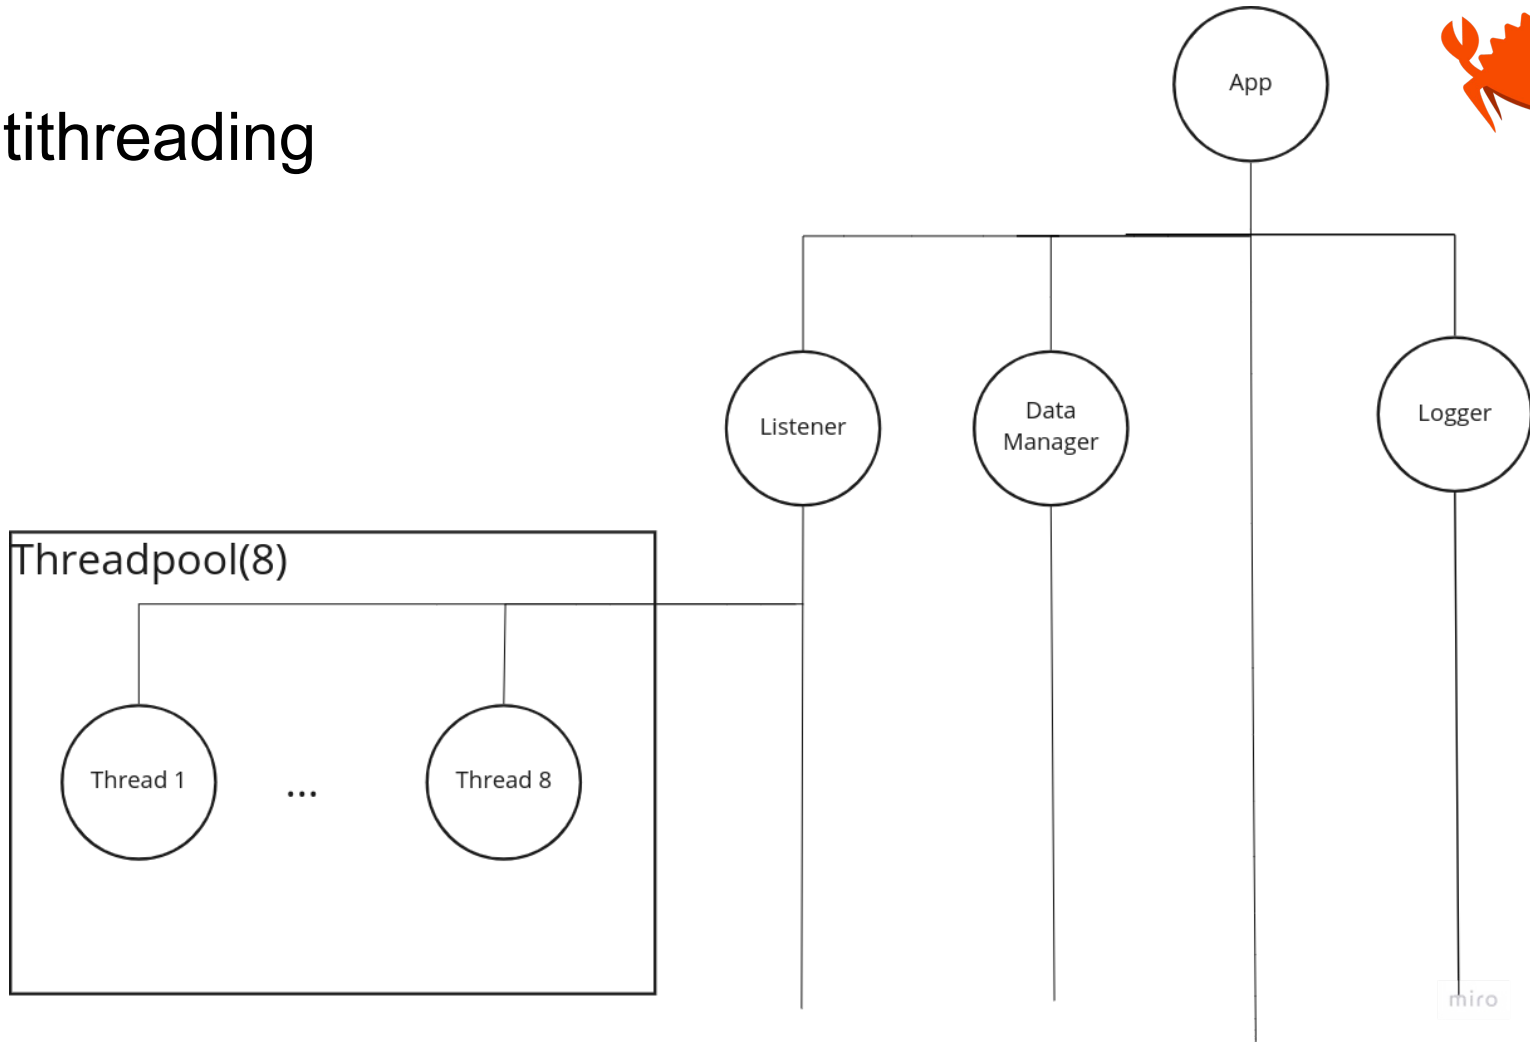 tithreading
App
Listener
Data
Manager
Logger
Threadpool(8)
Thread 1
...
Thread 8
miro